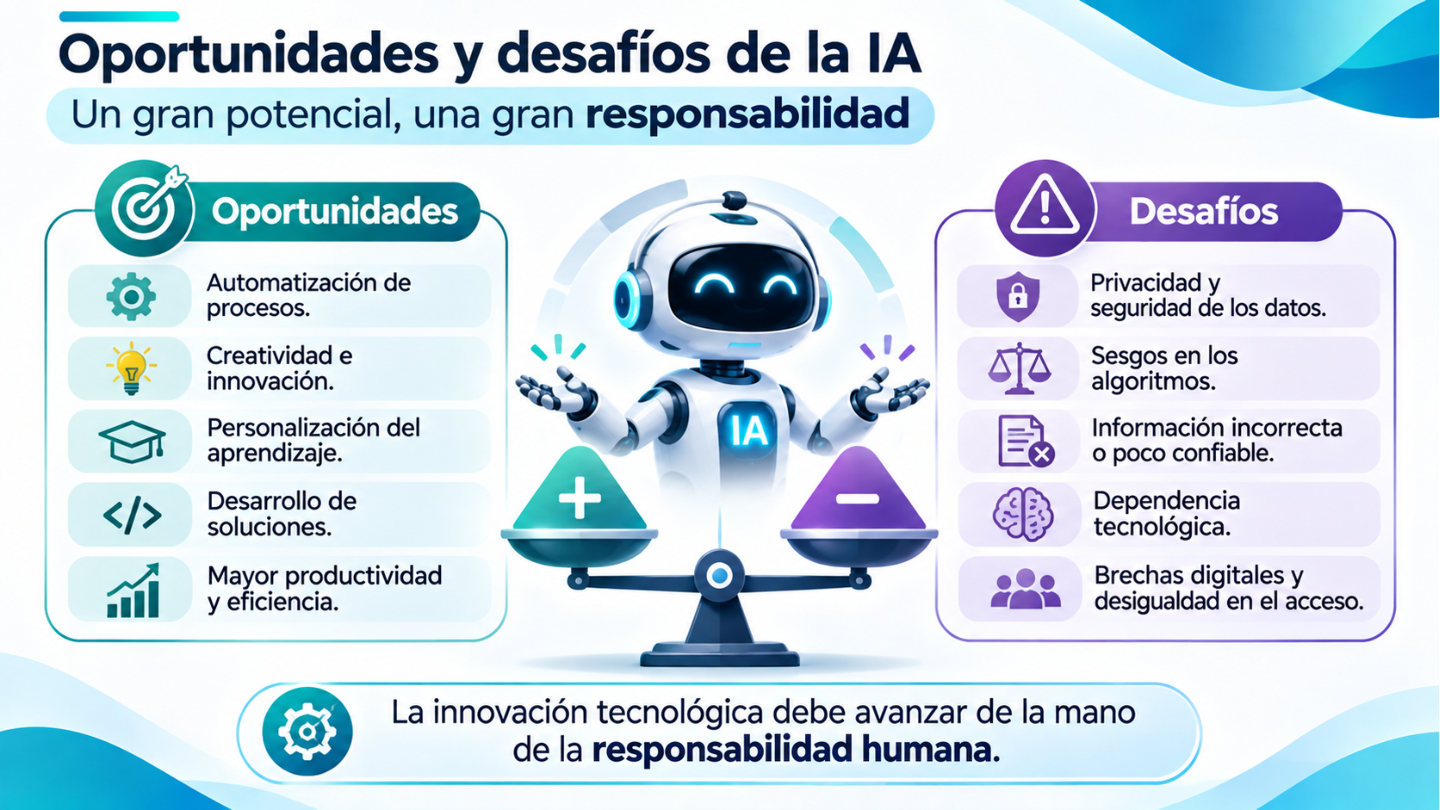 Oportunidades y desafíos de la IA
Un gran potencial, una gran responsabilidad
Oportunidades
Automatización de
procesos.
Creatividad e
innovación.
Personalización del
aprendizaje.
</>
Desarrollo de
soluciones.
Mayor productividad
y eficiencia.
IA
+
−
Desafíos
Privacidad y
seguridad de los datos.
Sesgos en los
algoritmos.
Información incorrecta
o poco confiable.
Dependencia
tecnológica.
Brechas digitales y
desigualdad en el acceso.
La innovación tecnológica debe avanzar de la mano
de la responsabilidad humana.